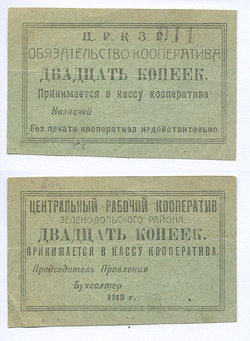 Ц. Р. К. З. Р.
ОБЯЗАТЕЛЬСТВО КООПЕРАТИВА
ДВАДЦАТЬ КОПЕЕК.
Принимается в кассу кооператива
Казначей
Без печати кооператива недействительно
ЦЕНТРАЛЬНЫЙ РАБОЧИЙ КООПЕРАТИВ
ЗЕЛЕНОДОЛЬСКОГО РАЙОНА.
ДВАДЦАТЬ КОПЕЕК.
ПРИНИМАЕТСЯ В КАССУ КООПЕРАТИВА.
Председатель Правления
Бухгалтер
1919 г.